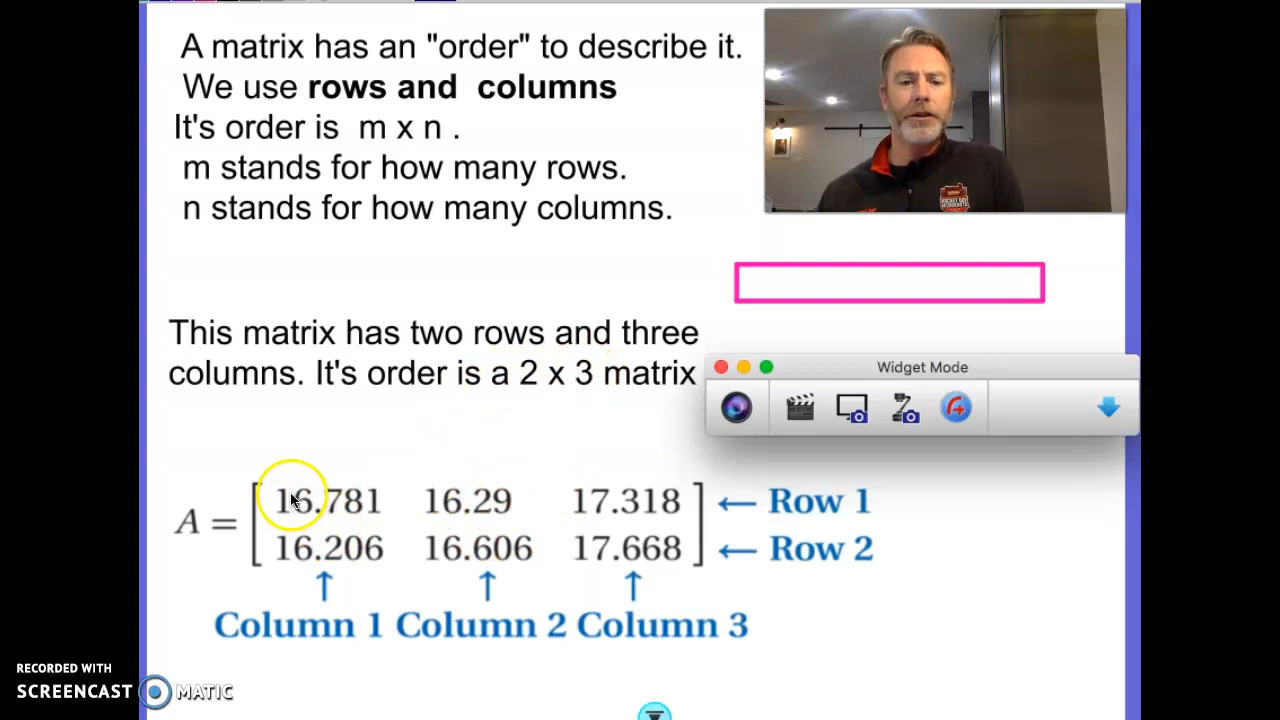 A matrix has an "order" to describe it.
We use rows and columns
It's order is m x n .
m stands for how many rows.
n stands for how many columns.
This matrix has two rows and three
columns. It's order is a 2 x 3 matrix
Widget Mode
A = [ 16.781 16.29 17.318 ] ← Row 1
16.206 16.606 17.668 ← Row 2
↑ ↑ ↑
Column 1 Column 2 Column 3
RECORDED WITH
SCREENCAST MATIC